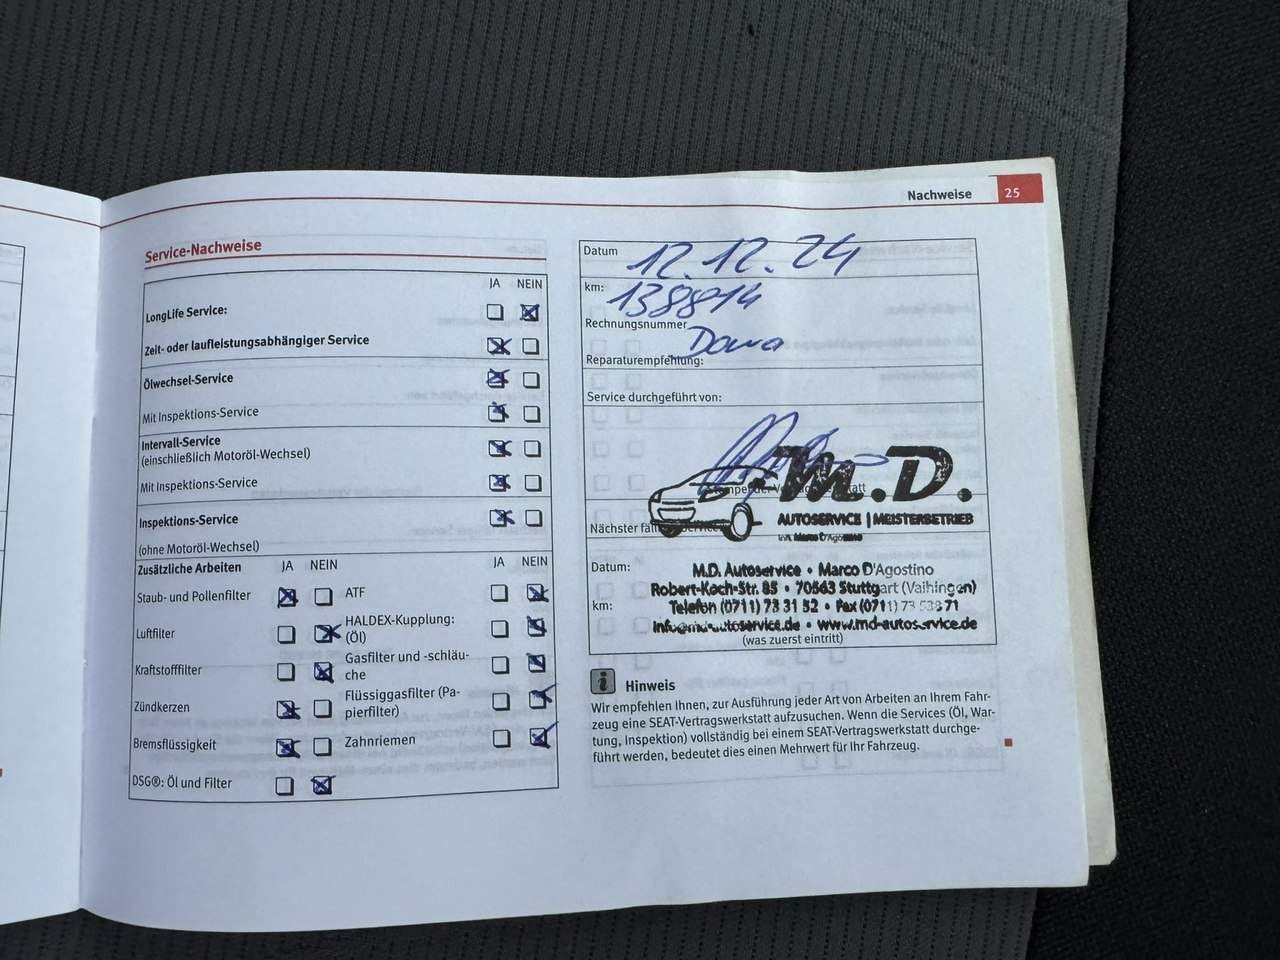 Nachweise 25
Service-Nachweise
JA NEIN
LongLife Service:
Zeit- oder laufleistungsabhängiger Service
Ölwechsel-Service
Mit Inspektions-Service
Intervall-Service
(einschließlich Motoröl-Wechsel)
Mit Inspektions-Service
Inspektions-Service
(ohne Motoröl-Wechsel)
Zusätzliche Arbeiten JA NEIN JA NEIN
Staub- und Pollenfilter ATF
Luftfilter HALDEX-Kupplung:
(Öl)
Kraftstofffilter Gasfilter und -schläu-
che
Zündkerzen Flüssiggasfilter (Pa-
pierfilter)
Bremsflüssigkeit Zahnriemen
DSG®: Öl und Filter
Datum 12.12.24
km: 138814
Rechnungsnummer
Reparaturempfehlung:
Service durchgeführt von:
M.D.
AUTOSERVICE | MEISTERBETRIEB
Inh. Marco D'Agostino
Nächster
Datum:
M.D. Autoservice • Marco D'Agostino
Robert-Koch-Str. 85 • 70563 Stuttgart (Vaihingen)
km:
Telefon (0711) 73 31 52 • Fax (0711) 73 71
info@md-autoservice.de • www.md-autoservice.de
(was zuerst eintritt)
Hinweis
Wir empfehlen Ihnen, zur Ausführung jeder Art von Arbeiten an Ihrem Fahr-
zeug eine SEAT-Vertragswerkstatt aufzusuchen. Wenn die Services (Öl, War-
tung, Inspektion) vollständig bei einem SEAT-Vertragswerkstatt durchge-
führt werden, bedeutet dies einen Mehrwert für Ihr Fahrzeug.